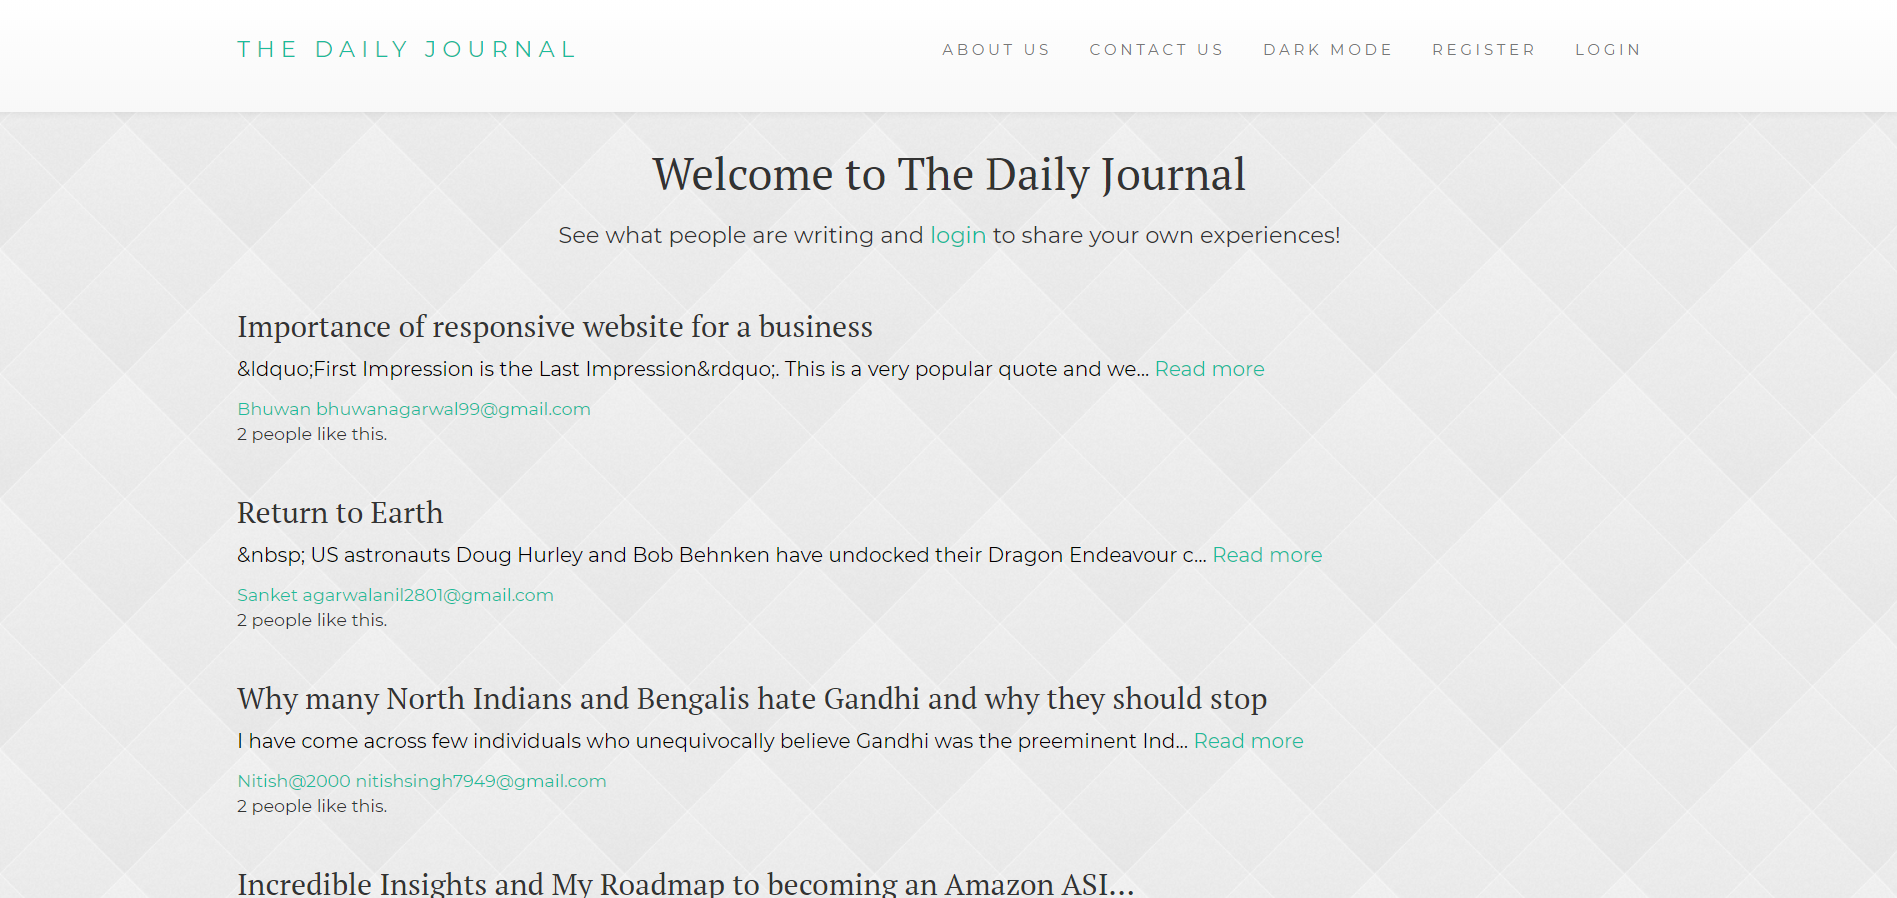 THE DAILY JOURNAL
ABOUT US CONTACT US DARK MODE REGISTER LOGIN
Welcome to The Daily Journal
See what people are writing and login to share your own experiences!
Importance of responsive website for a business
&ldquo;First Impression is the Last Impression&rdquo;. This is a very popular quote and we... Read more
Bhuwan bhuwanagarwal99@gmail.com
2 people like this.
Return to Earth
&nbsp; US astronauts Doug Hurley and Bob Behnken have undocked their Dragon Endeavour c... Read more
Sanket agarwalanil2801@gmail.com
2 people like this.
Why many North Indians and Bengalis hate Gandhi and why they should stop
I have come across few individuals who unequivocally believe Gandhi was the preeminent Ind... Read more
Nitish@2000 nitishsingh7949@gmail.com
2 people like this.
Incredible Insights and My Roadmap to becoming an Amazon ASI...